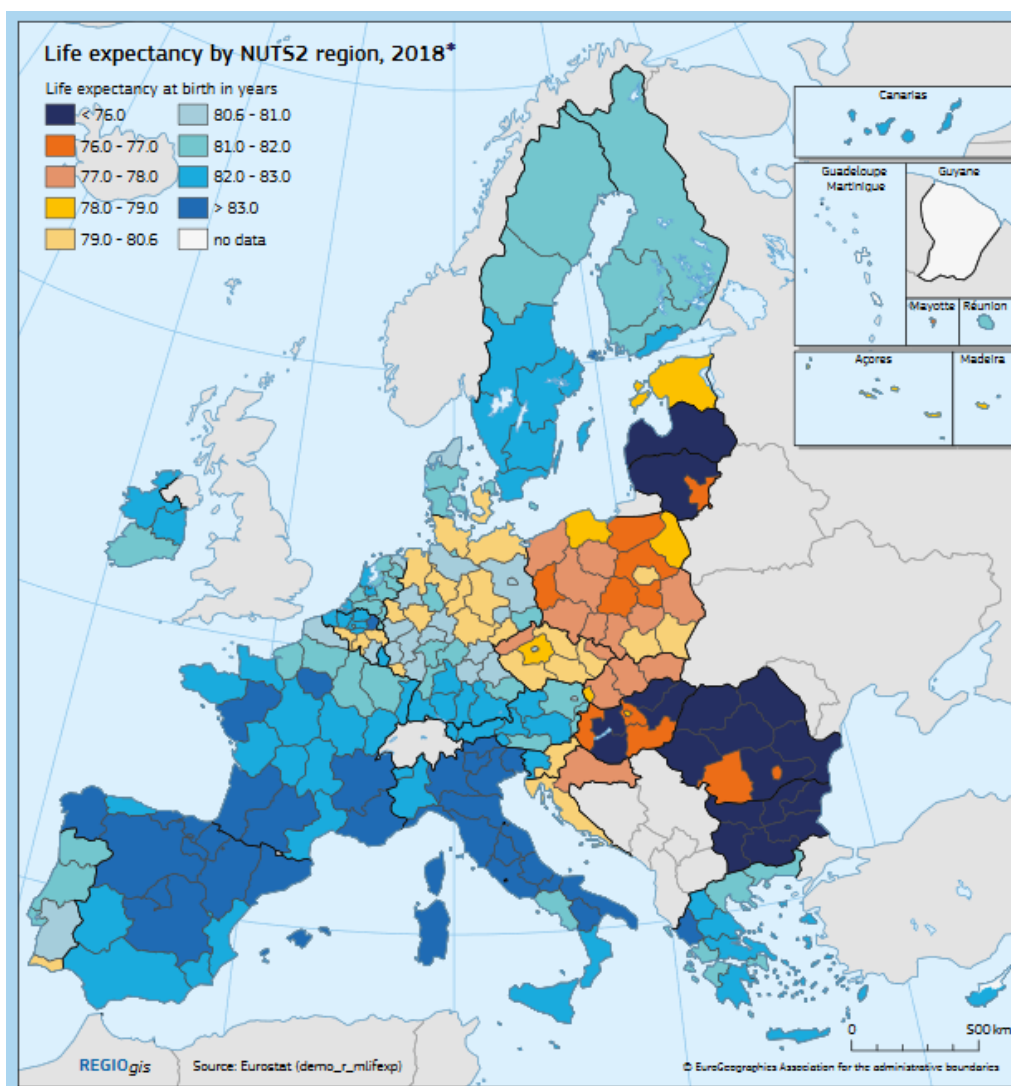 Life expectancy by NUTS2 region, 2018*
Life expectancy at birth in years
< 76.0
76.0 - 77.0
77.0 - 78.0
78.0 - 79.0
79.0 - 80.6
80.6 - 81.0
81.0 - 82.0
82.0 - 83.0
> 83.0
no data
Canarias
Guadeloupe
Martinique
Guyane
Mayotte
Réunion
Açores
Madeira
0 500 km
REGIOgis
Source: Eurostat (demo_r_mlifexp)
© EuroGeographics Association for the administrative boundaries